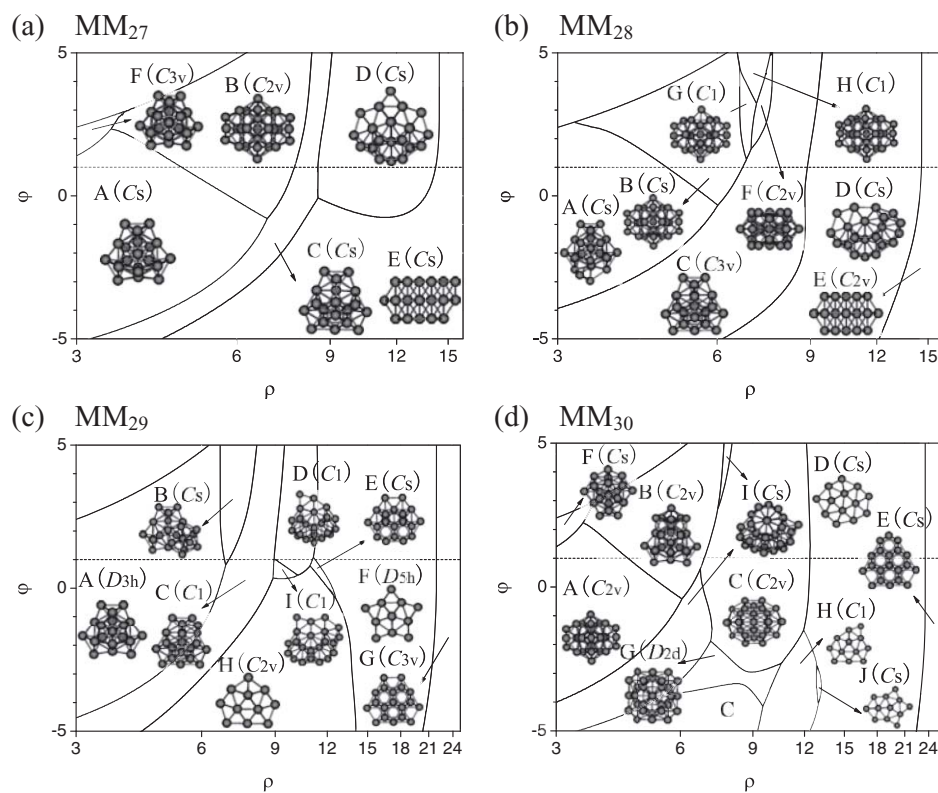 (a) MM27
5
0
-5
φ
F (C3v)
B (C2v)
D (Cs)
A (Cs)
C (Cs)
E (Cs)
3 6 9 12 15
ρ
(b) MM28
5
0
-5
φ
G (C1)
H (C1)
B (Cs)
A (Cs)
F (C2v)
D (Cs)
C (C3v)
E (C2v)
3 6 9 12 15
ρ
(c) MM29
5
0
-5
φ
D (C1)
B (Cs)
E (Cs)
A (D3h)
C (C1)
I (C1)
F (D5h)
H (C2v)
G (C3v)
3 6 9 12 15 18 21 24
ρ
(d) MM30
5
0
-5
φ
F (Cs)
B (C2v)
I (Cs)
D (Cs)
E (Cs)
A (C2v)
C (C2v)
H (C1)
G (D2d)
J (Cs)
C
3 6 9 12 15 18 21 24
ρ